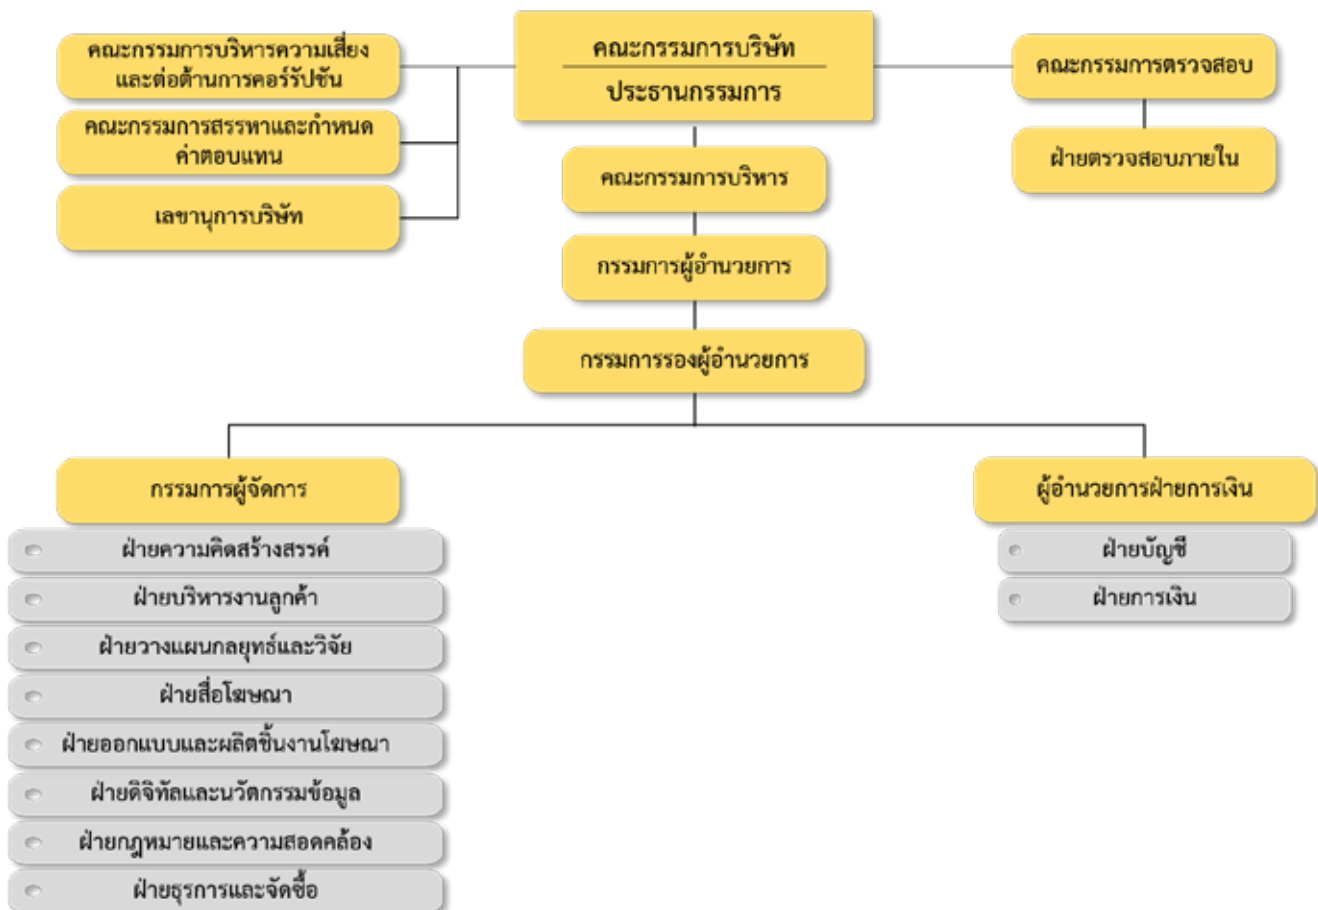 คณะกรรมการบริษัท
ประธานกรรมการ
คณะกรรมการบริหารความเสี่ยง
และต่อต้านการคอร์รัปชัน
คณะกรรมการสรรหาและกำหนด
ค่าตอบแทน
เลขานุการบริษัท
คณะกรรมการตรวจสอบ
ฝ่ายตรวจสอบภายใน
คณะกรรมการบริหาร
กรรมการผู้อำนวยการ
กรรมการรองผู้อำนวยการ
กรรมการผู้จัดการ
ฝ่ายความคิดสร้างสรรค์
ฝ่ายบริหารงานลูกค้า
ฝ่ายวางแผนกลยุทธ์และวิจัย
ฝ่ายสื่อโฆษณา
ฝ่ายออกแบบและผลิตชิ้นงานโฆษณา
ฝ่ายดิจิทัลและนวัตกรรมข้อมูล
ฝ่ายกฎหมายและความสอดคล้อง
ฝ่ายธุรการและจัดซื้อ
ผู้อำนวยการฝ่ายการเงิน
ฝ่ายบัญชี
ฝ่ายการเงิน